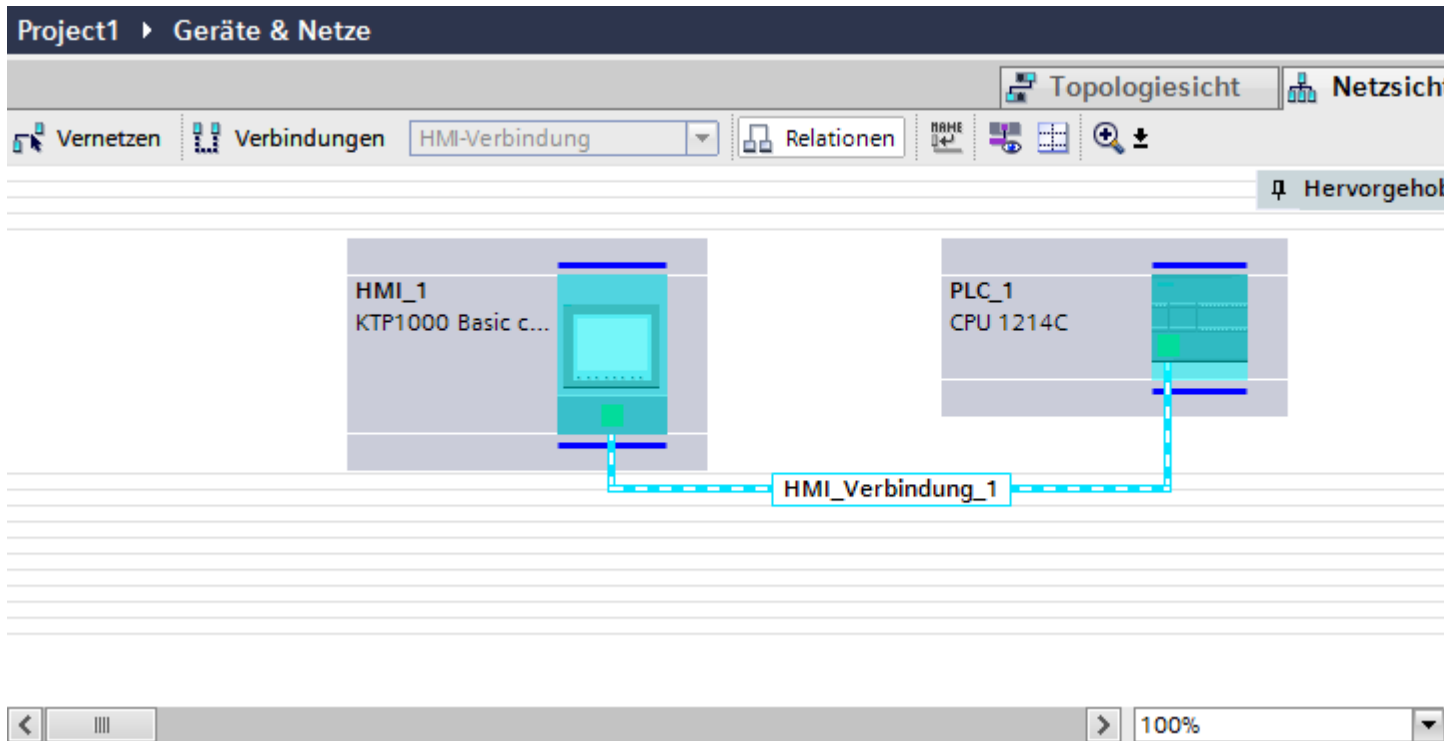 Project1 ▸ Geräte & Netze
Topologiesicht Netzsicht
Vernetzen Verbindungen HMI-Verbindung Relationen NAME
Hervorgehob
HMI_1 PLC_1
KTP1000 Basic c... CPU 1214C
HMI_Verbindung_1
100%